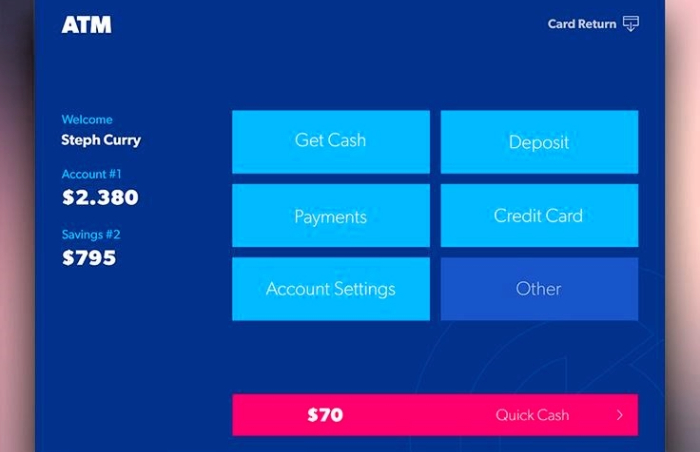 ATM
Card Return
Welcome
Steph Curry
Account #1
$2.380
Savings #2
$795
Get Cash
Deposit
Payments
Credit Card
Account Settings
Other
$70 Quick Cash